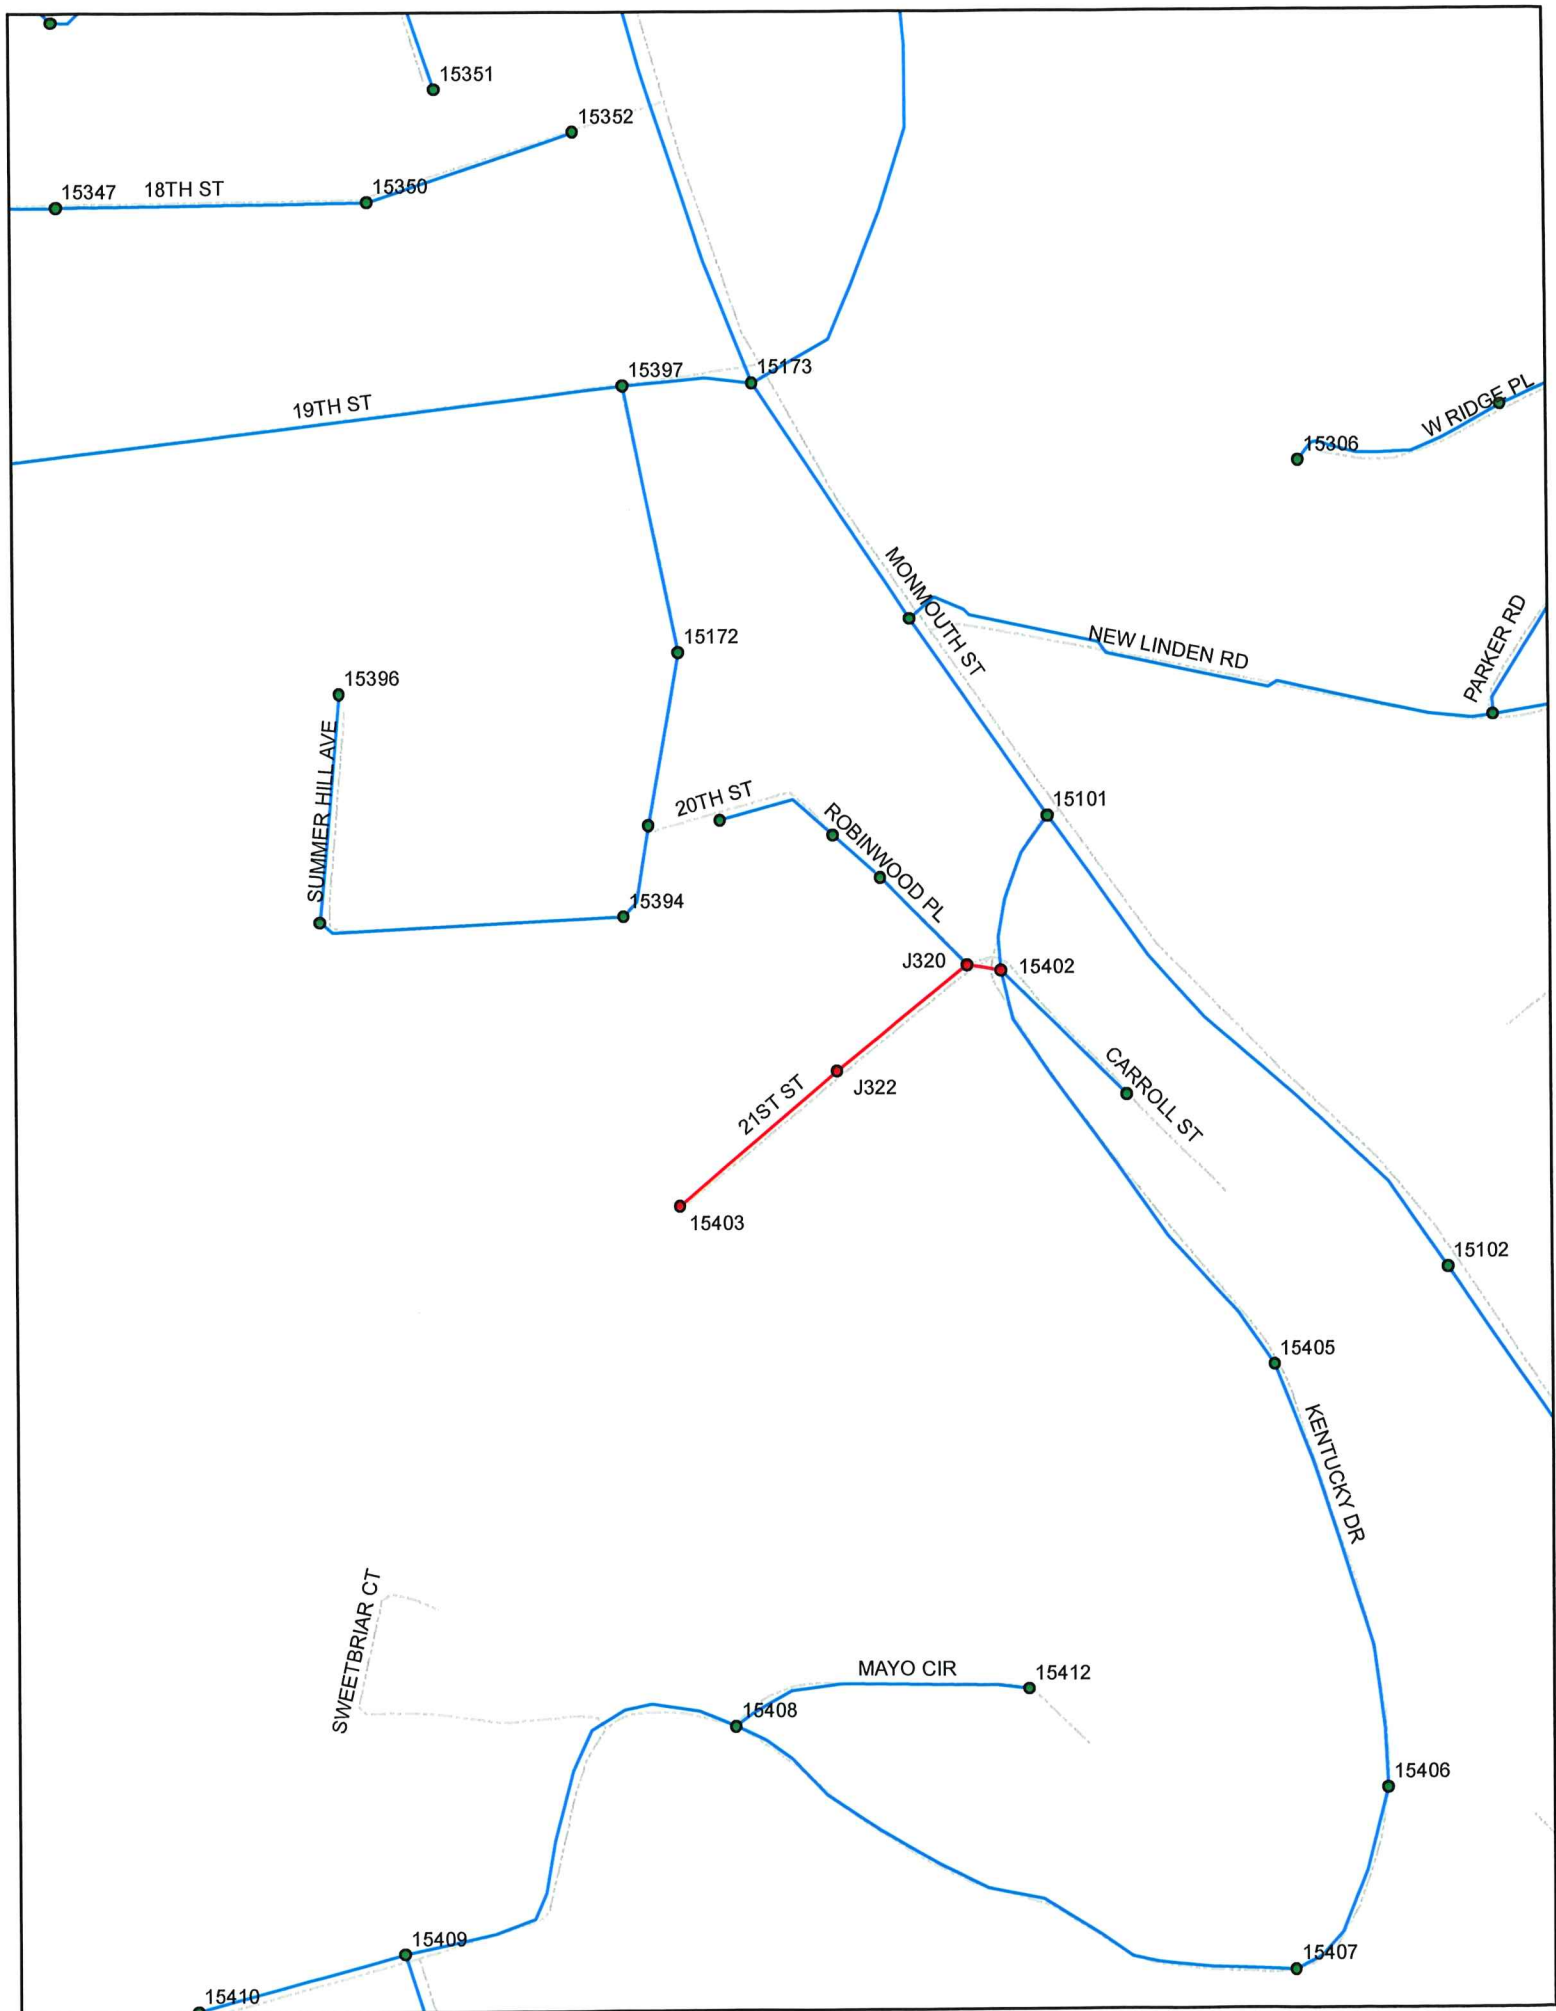 15351
15352
15347
18TH ST
15350
15397
15173
19TH ST
W RIDGE PL
15306
MONMOUTH ST
15172
NEW LINDEN RD
PARKER RD
15396
SUMMER HILL AVE
20TH ST
15101
ROBINWOOD PL
15394
J320
15402
CARROLL ST
J322
21ST ST
15403
15102
15405
KENTUCKY DR
SWEETBRIAR CT
MAYO CIR
15412
15408
15406
15409
15407
15410